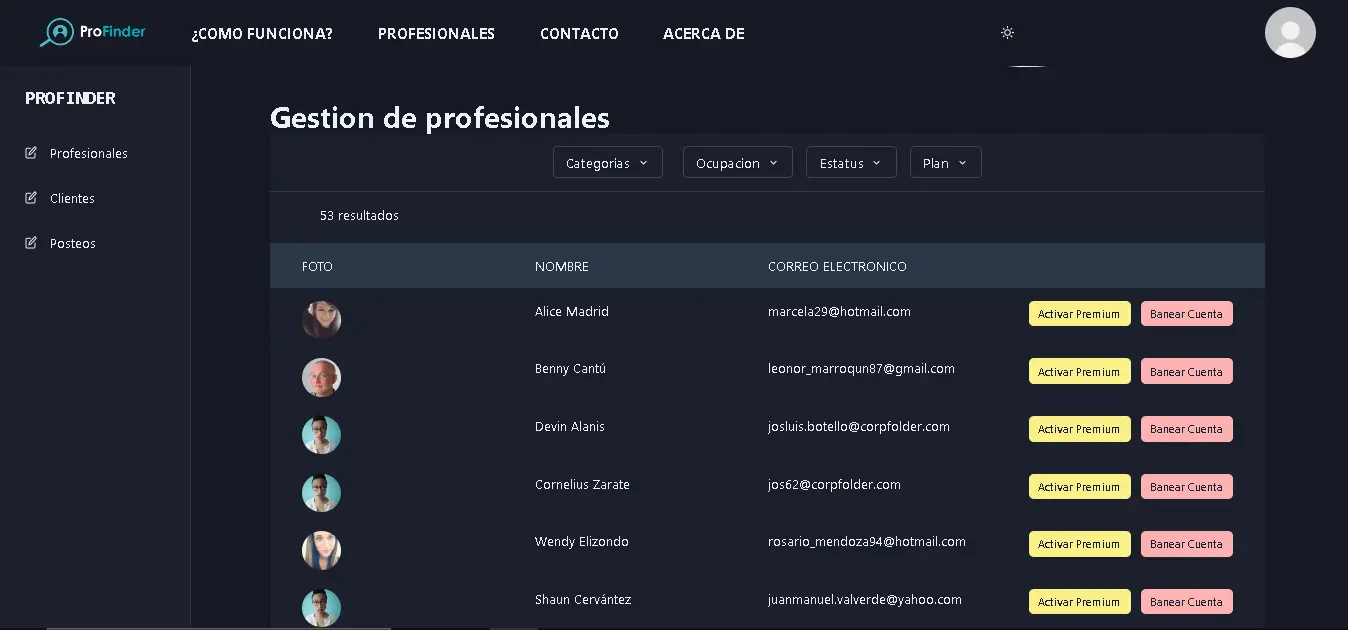 ProFinder ¿COMO FUNCIONA? PROFESIONALES CONTACTO ACERCA DE
PROFINDER
Profesionales
Clientes
Posteos
Gestion de profesionales
Categorias Ocupacion Estatus Plan
53 resultados
FOTO NOMBRE CORREO ELECTRONICO
Alice Madrid marcela29@hotmail.com Activar Premium Banear Cuenta
Benny Cantú leonor_marroqun87@gmail.com Activar Premium Banear Cuenta
Devin Alanis josluis.botello@corpfolder.com Activar Premium Banear Cuenta
Cornelius Zarate jos62@corpfolder.com Activar Premium Banear Cuenta
Wendy Elizondo rosario_mendoza94@hotmail.com Activar Premium Banear Cuenta
Shaun Cervántez juanmanuel.valverde@yahoo.com Activar Premium Banear Cuenta